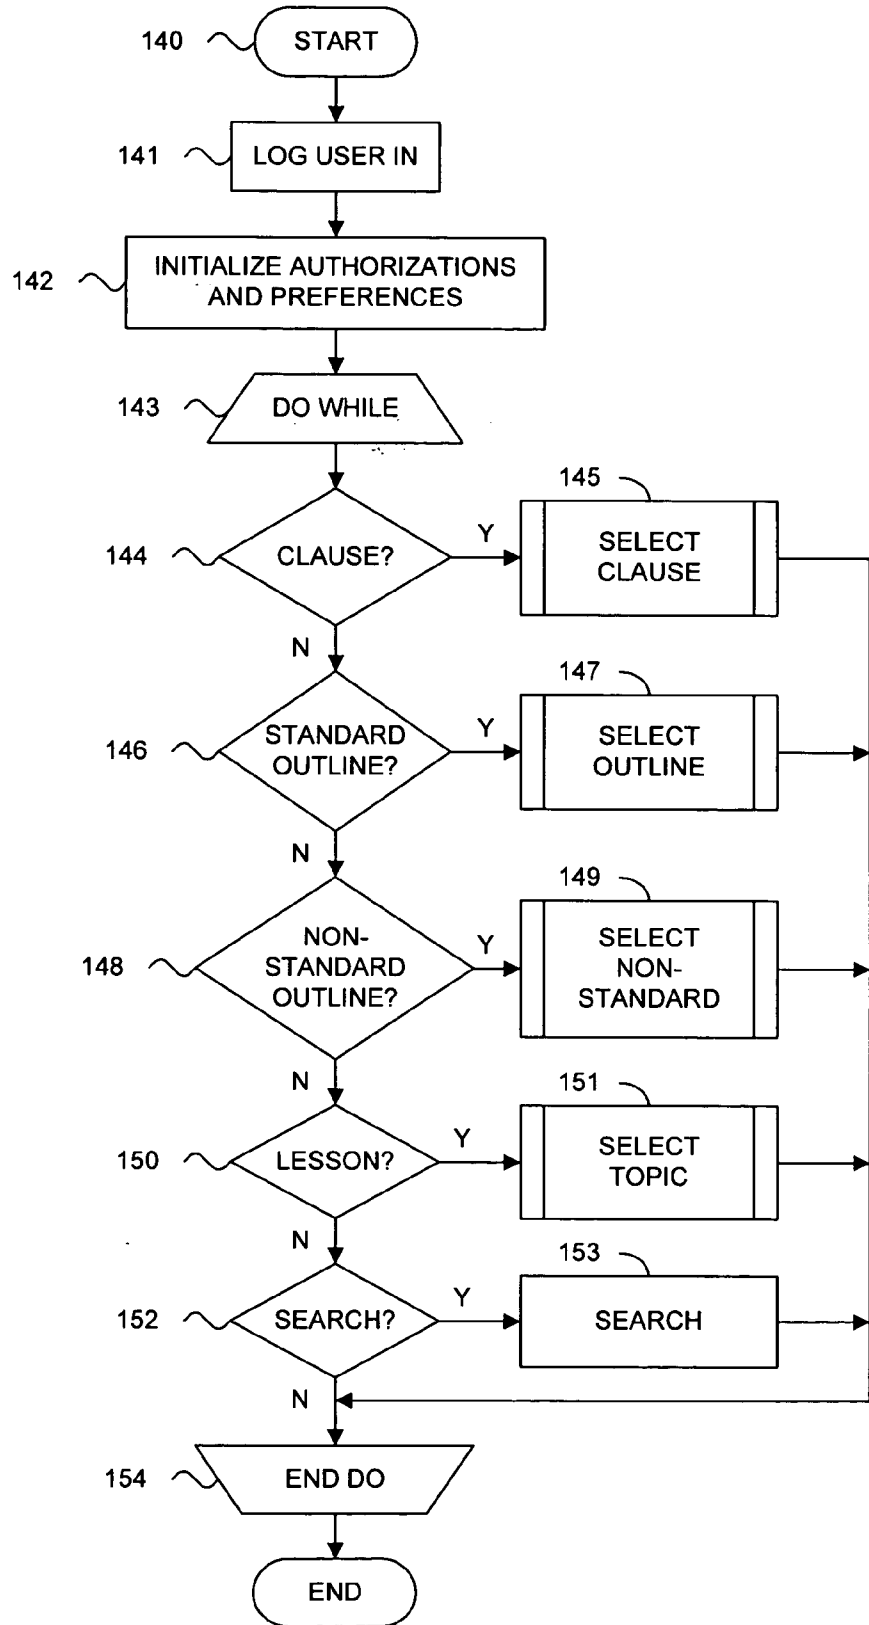 140
START
141
LOG USER IN
142
INITIALIZE AUTHORIZATIONS
AND PREFERENCES
143
DO WHILE
144
CLAUSE?
Y
145
SELECT
CLAUSE
N
146
STANDARD
OUTLINE?
Y
147
SELECT
OUTLINE
N
148
NON-
STANDARD
OUTLINE?
Y
149
SELECT
NON-
STANDARD
N
150
LESSON?
Y
151
SELECT
TOPIC
N
152
SEARCH?
Y
153
SEARCH
N
154
END DO
END